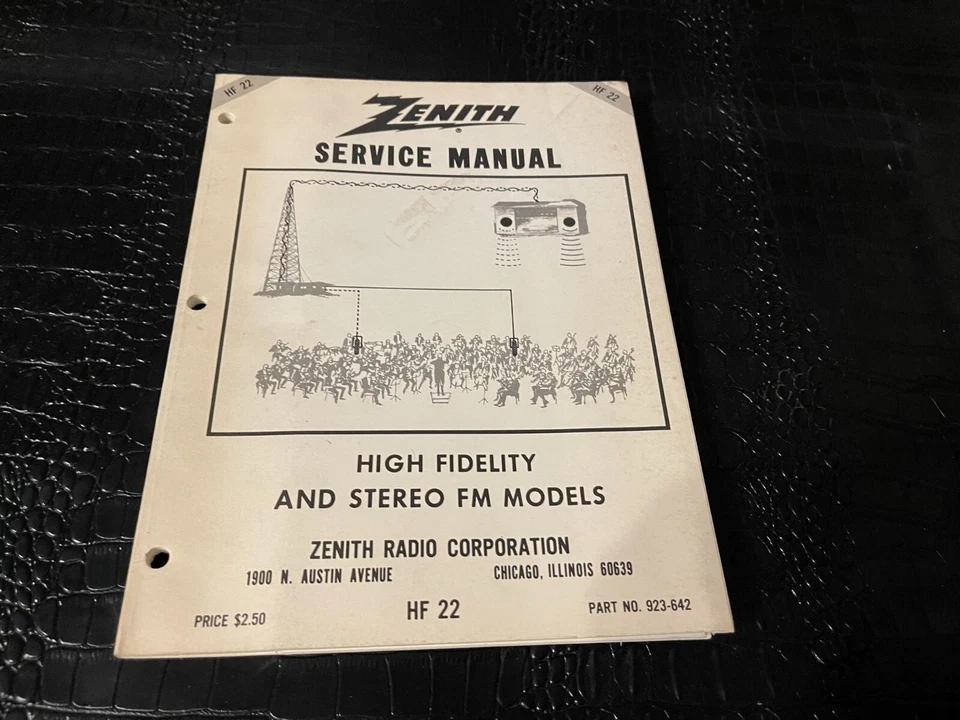 HF 22
HF 22
ZENITH®
SERVICE MANUAL
HIGH FIDELITY
AND STEREO FM MODELS
ZENITH RADIO CORPORATION
1900 N. AUSTIN AVENUE CHICAGO, ILLINOIS 60639
PRICE $2.50 HF 22 PART NO. 923-642